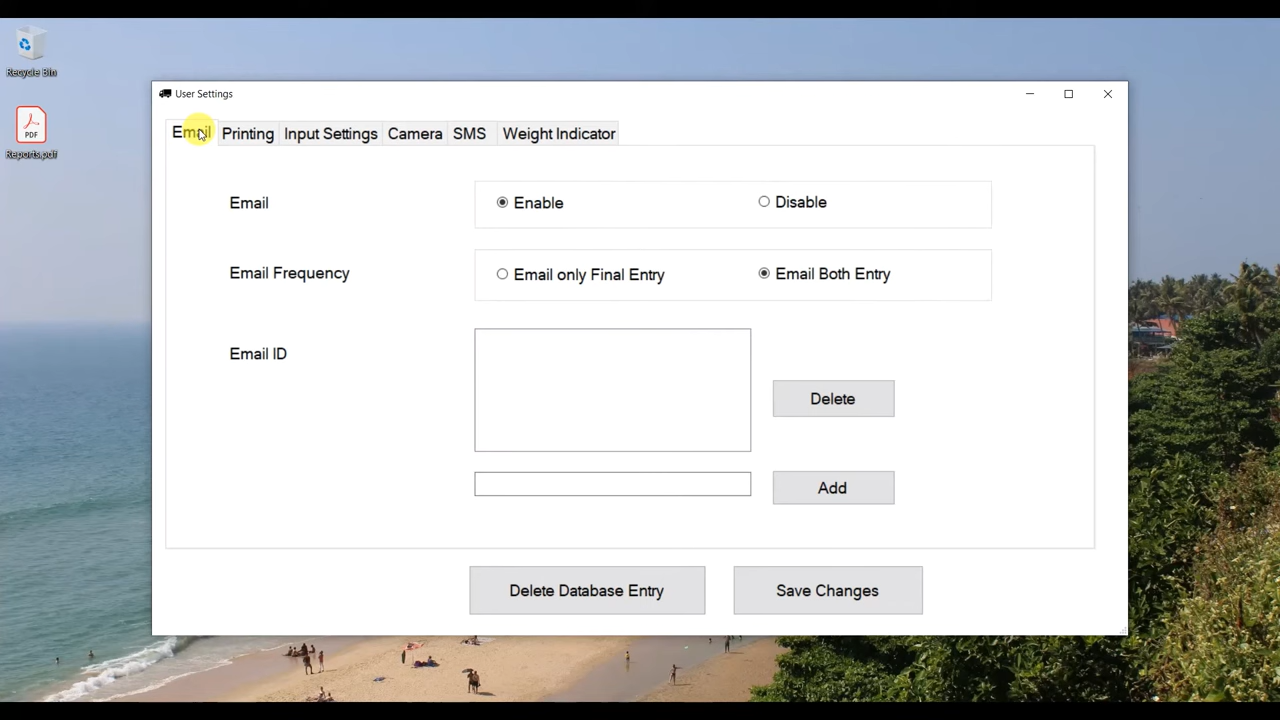 Recycle Bin
PDF
Reports.pdf
User Settings
Email Printing Input Settings Camera SMS Weight Indicator
Email Enable Disable
Email Frequency Email only Final Entry Email Both Entry
Email ID
Delete
Add
Delete Database Entry Save Changes